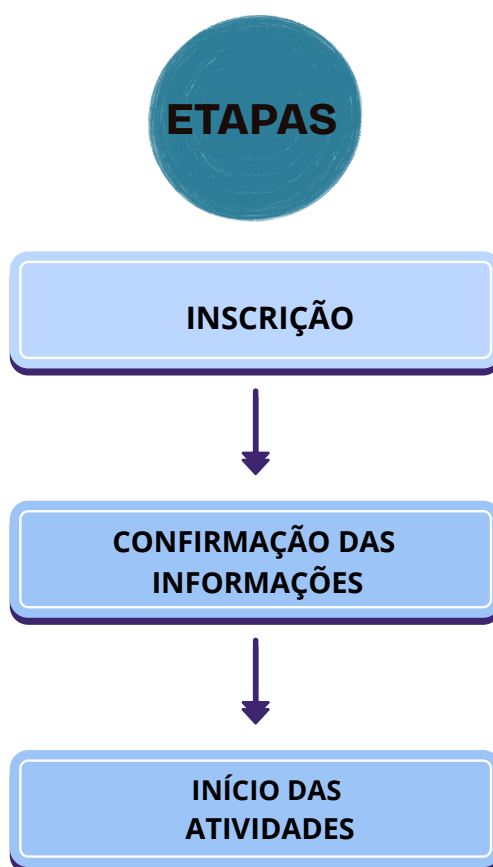 ETAPAS
INSCRIÇÃO
CONFIRMAÇÃO DAS
INFORMAÇÕES
INÍCIO DAS
ATIVIDADES